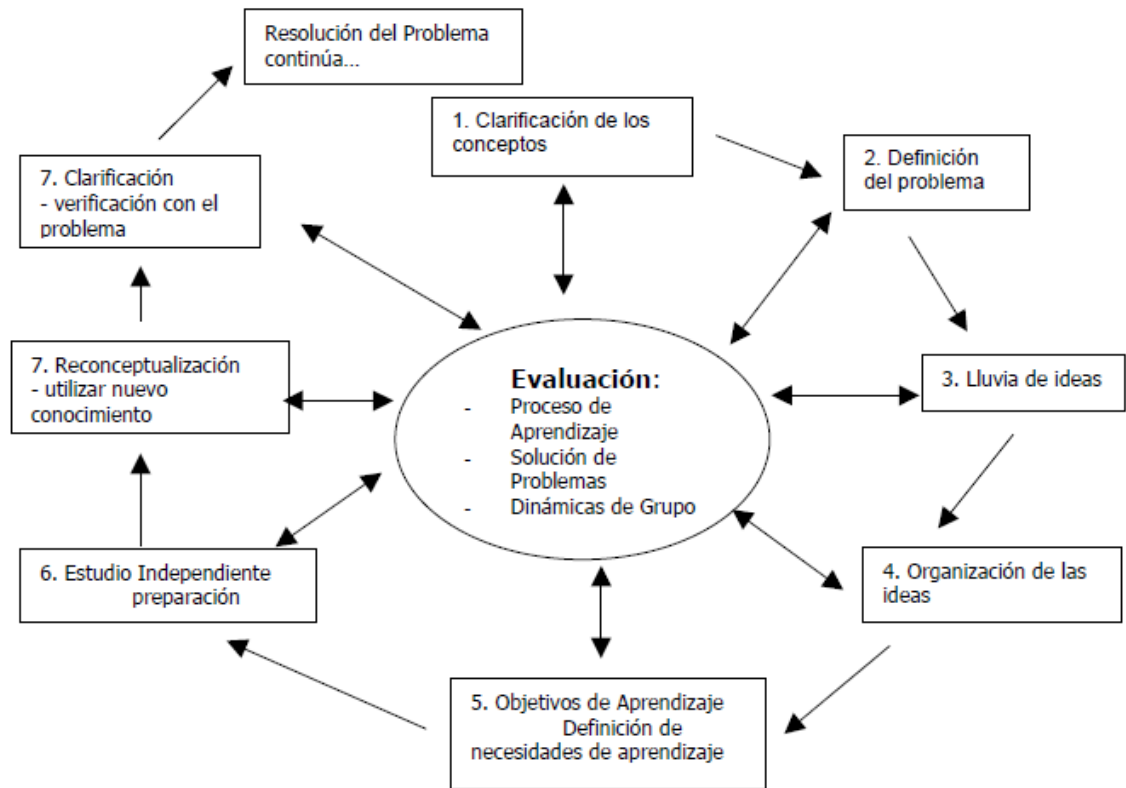 Resolución del Problema
continúa...
1. Clarificación de los
conceptos
2. Definición
del problema
3. Lluvia de ideas
4. Organización de las
ideas
5. Objetivos de Aprendizaje
Definición de
necesidades de aprendizaje
6. Estudio Independiente
preparación
7. Reconceptualización
- utilizar nuevo
conocimiento
7. Clarificación
- verificación con el
problema
Evaluación:
- Proceso de
Aprendizaje
- Solución de
Problemas
- Dinámicas de Grupo